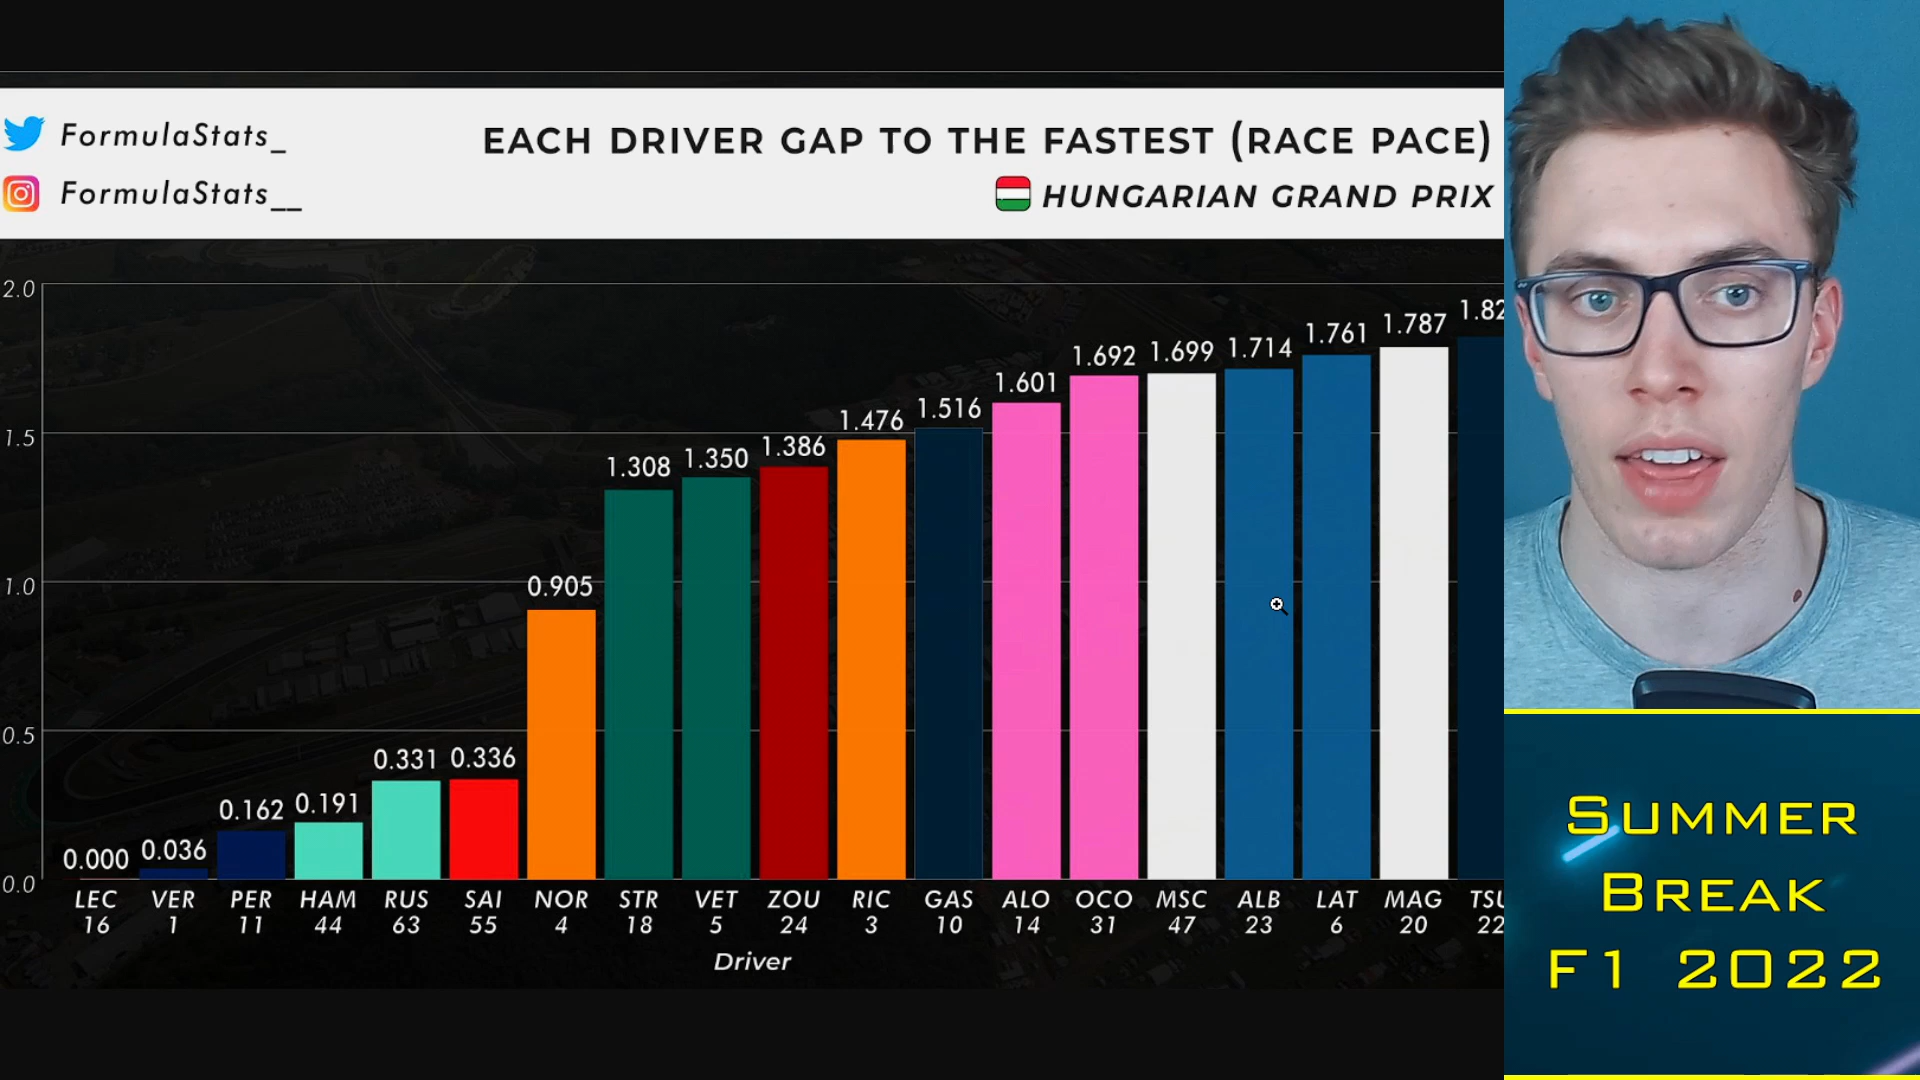 FormulaStats_
FormulaStats__
EACH DRIVER GAP TO THE FASTEST (RACE PACE)
HUNGARIAN GRAND PRIX
2.0
1.5
1.0
0.5
0.0
0.000 0.036 0.162 0.191 0.331 0.336 0.905 1.308 1.350 1.386 1.476 1.516 1.601 1.692 1.699 1.714 1.761 1.787 1.82
LEC VER PER HAM RUS SAI NOR STR VET ZOU RIC GAS ALO OCO MSC ALB LAT MAG TSU
16 1 11 44 63 55 4 18 5 24 3 10 14 31 47 23 6 20 22
Driver
SUMMER
BREAK
F1 2022